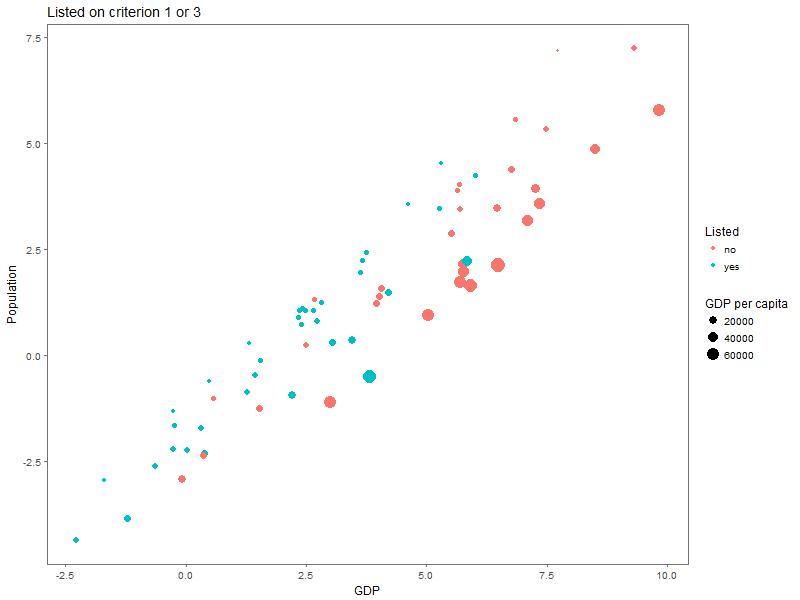 Listed on criterion 1 or 3
7.5
5.0
2.5
0.0
-2.5
Population
-2.5 0.0 2.5 5.0 7.5 10.0
GDP
Listed
no
yes
GDP per capita
20000
40000
60000